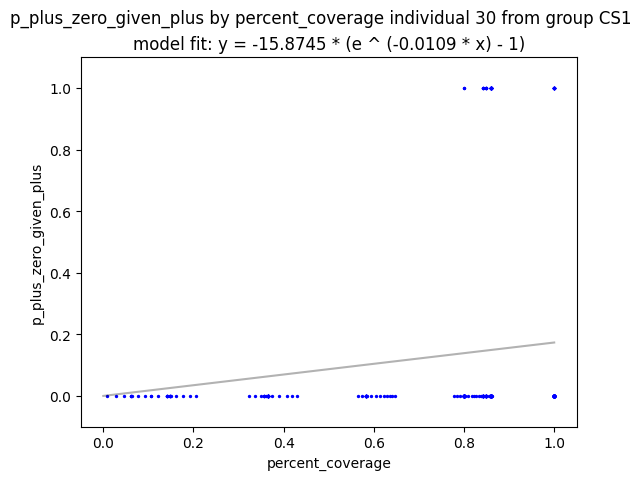 p_plus_zero_given_plus by percent_coverage individual 30 from group CS1
model fit: y = -15.8745 * (e ^ (-0.0109 * x) - 1)
1.0
0.8
0.6
0.4
0.2
0.0
p_plus_zero_given_plus
0.0 0.2 0.4 0.6 0.8 1.0
percent_coverage